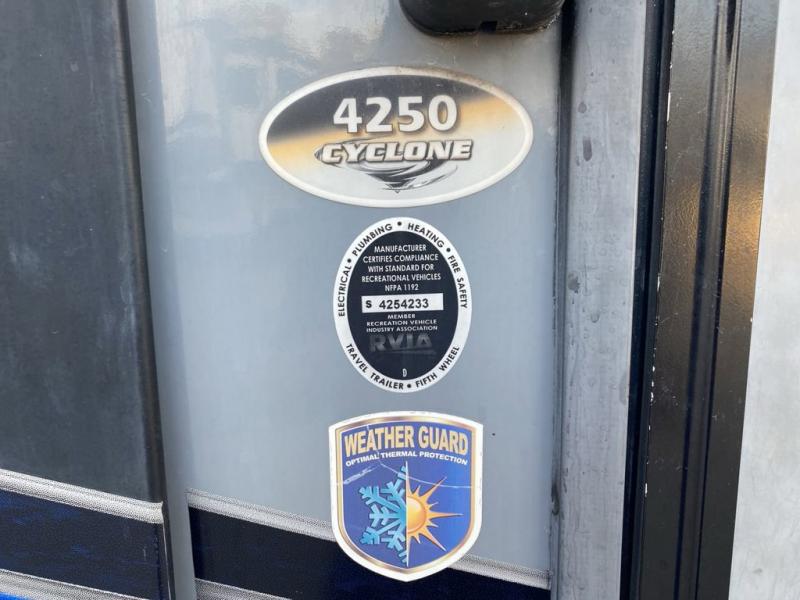 4250
CYCLONE
ELECTRICAL • PLUMBING • HEATING • FIRE SAFETY
MANUFACTURER
CERTIFIES COMPLIANCE
WITH STANDARD FOR
RECREATIONAL VEHICLES
NFPA 1192
S 4254233
MEMBER
RECREATION VEHICLE
INDUSTRY ASSOCIATION
RVIA
D
TRAVEL TRAILER • FIFTH WHEEL
WEATHER GUARD
OPTIMAL THERMAL PROTECTION